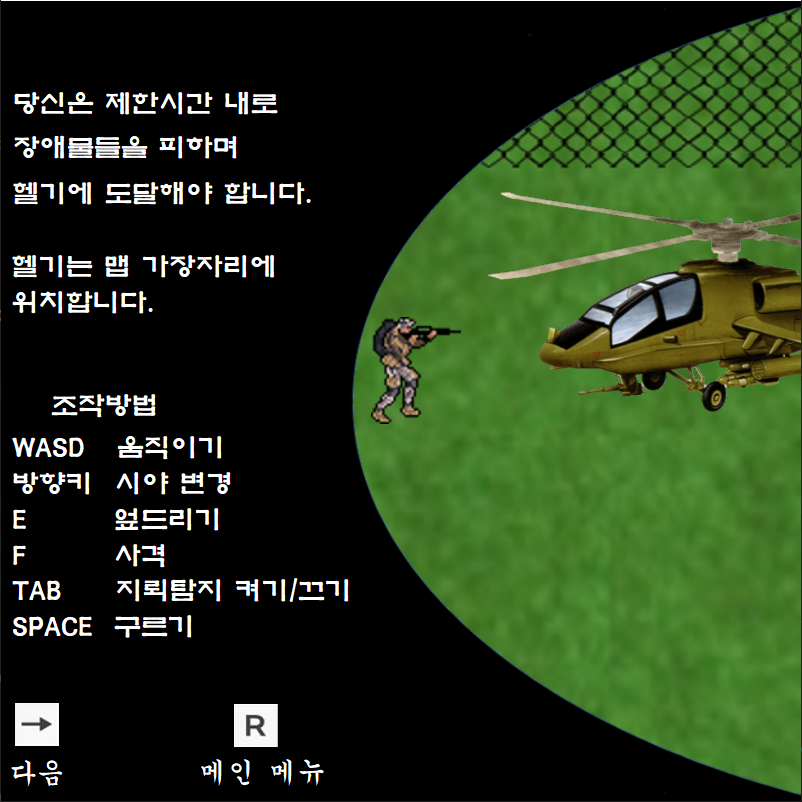 당신은 제한시간 내로
장애물들을 피하며
헬기에 도달해야 합니다.
헬기는 맵 가장자리에
위치합니다.
조작방법
WASD 움직이기
방향키 시야 변경
E 엎드리기
F 사격
TAB 지뢰탐지 켜기/끄기
SPACE 구르기
→ R
다음 메인 메뉴